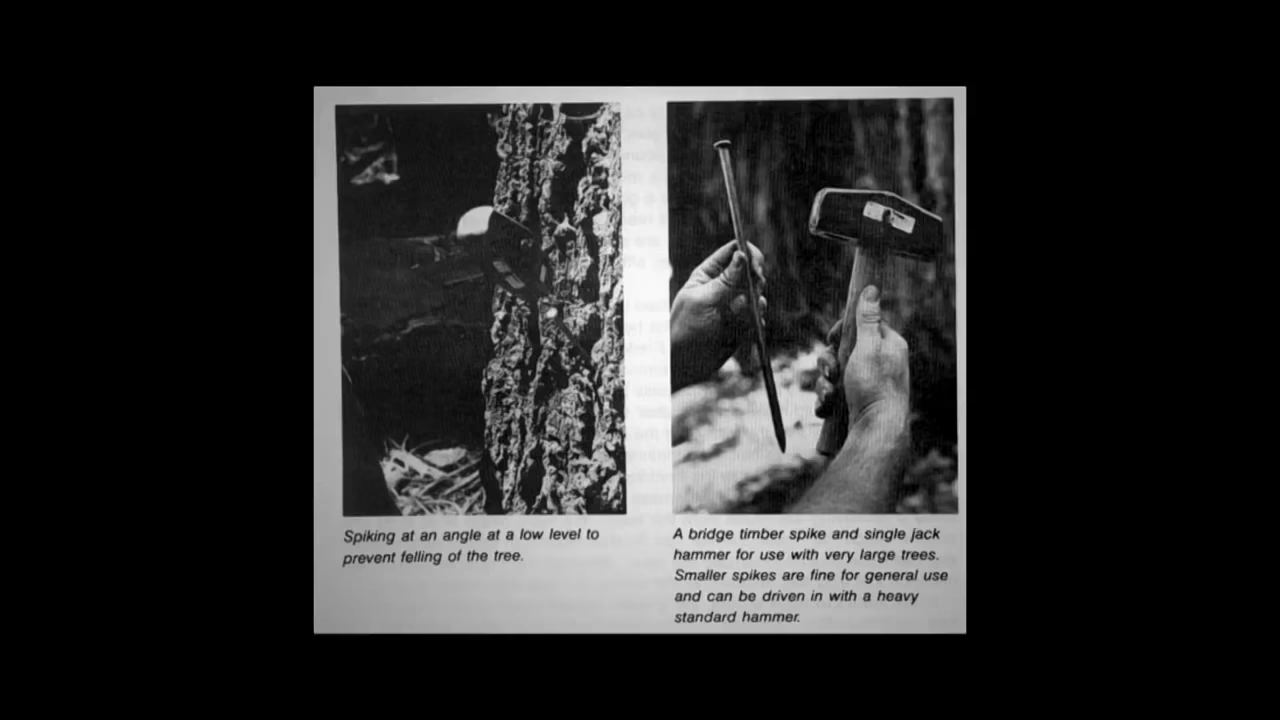 Spiking at an angle at a low level to
prevent felling of the tree.
A bridge timber spike and single jack
hammer for use with very large trees.
Smaller spikes are fine for general use
and can be driven in with a heavy
standard hammer.